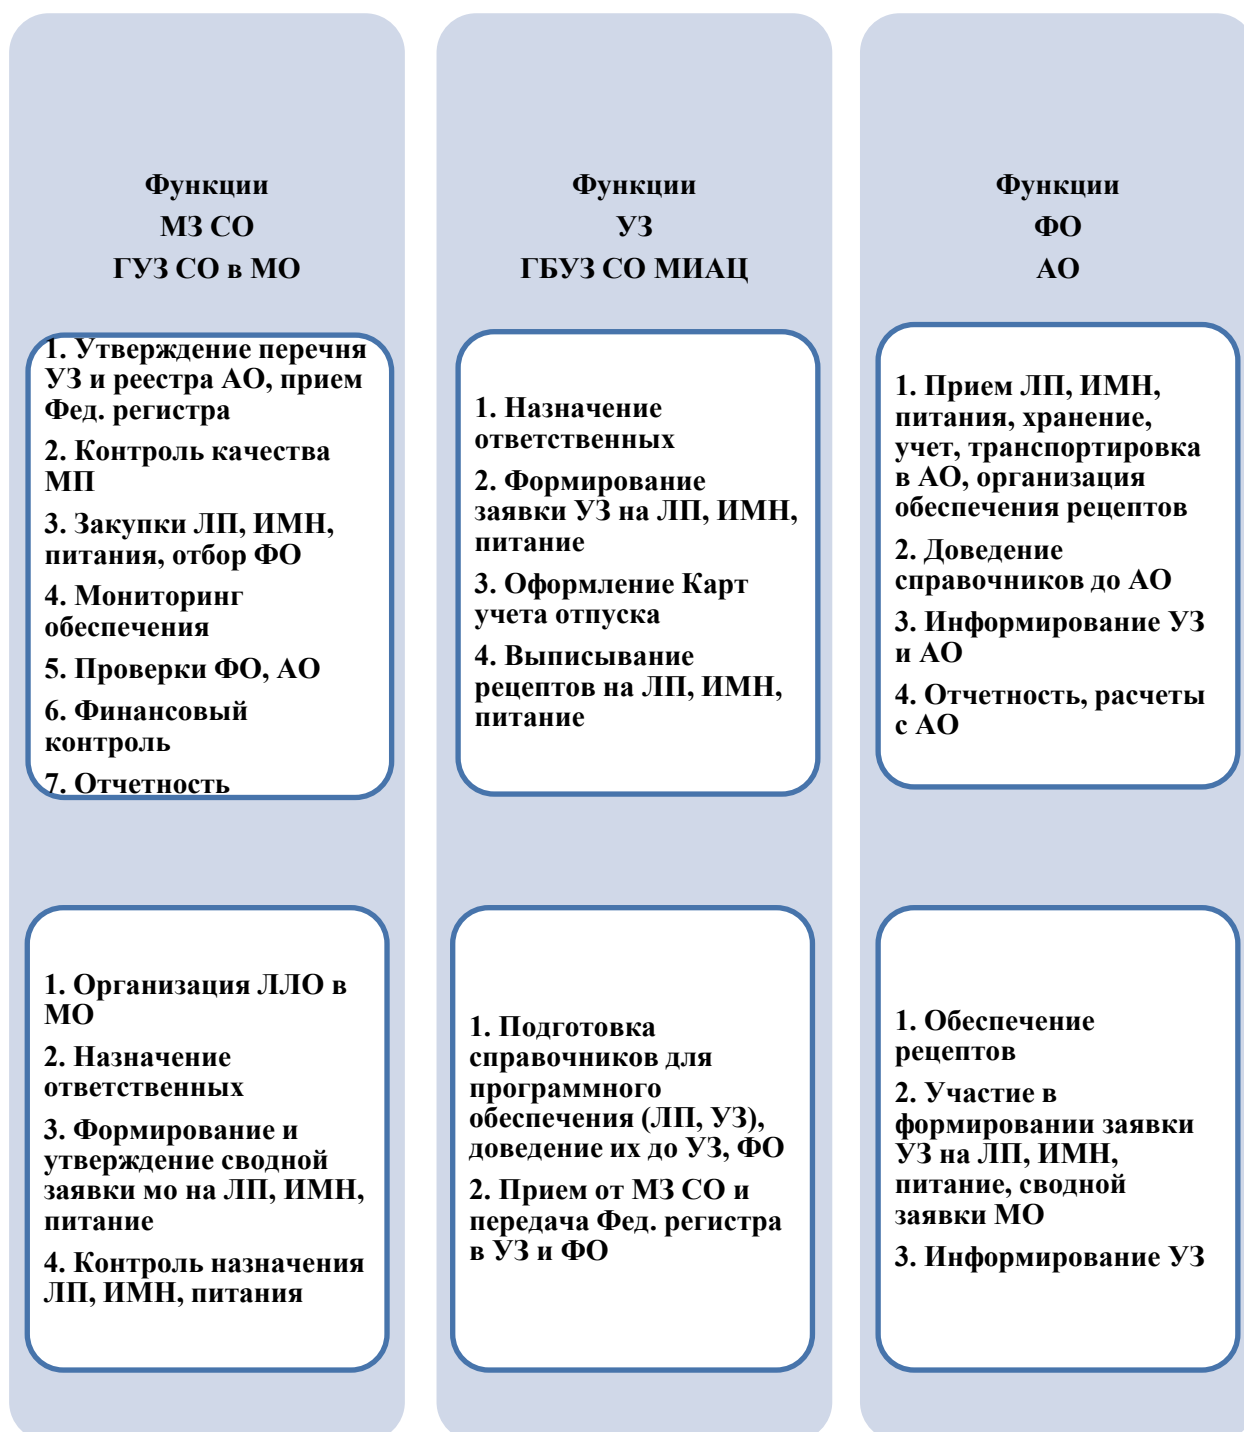 Функции
МЗ СО
ГУЗ СО в МО
1. Утверждение перечня
УЗ и реестра АО, прием
Фед. регистра
2. Контроль качества
МП
3. Закупки ЛП, ИМН,
питания, отбор ФО
4. Мониторинг
обеспечения
5. Проверки ФО, АО
6. Финансовый
контроль
7. Отчетность
1. Организация ЛЛО в
МО
2. Назначение
ответственных
3. Формирование и
утверждение сводной
заявки мо на ЛП, ИМН,
питание
4. Контроль назначения
ЛП, ИМН, питания
Функции
УЗ
ГБУЗ СО МИАЦ
1. Назначение
ответственных
2. Формирование
заявки УЗ на ЛП, ИМН,
питание
3. Оформление Карт
учета отпуска
4. Выписывание
рецептов на ЛП, ИМН,
питание
1. Подготовка
справочников для
программного
обеспечения (ЛП, УЗ),
доведение их до УЗ, ФО
2. Прием от МЗ СО и
передача Фед. регистра
в УЗ и ФО
Функции
ФО
АО
1. Прием ЛП, ИМН,
питания, хранение,
учет, транспортировка
в АО, организация
обеспечения рецептов
2. Доведение
справочников до АО
3. Информирование УЗ
и АО
4. Отчетность, расчеты
с АО
1. Обеспечение
рецептов
2. Участие в
формировании заявки
УЗ на ЛП, ИМН,
питание, сводной
заявки МО
3. Информирование УЗ